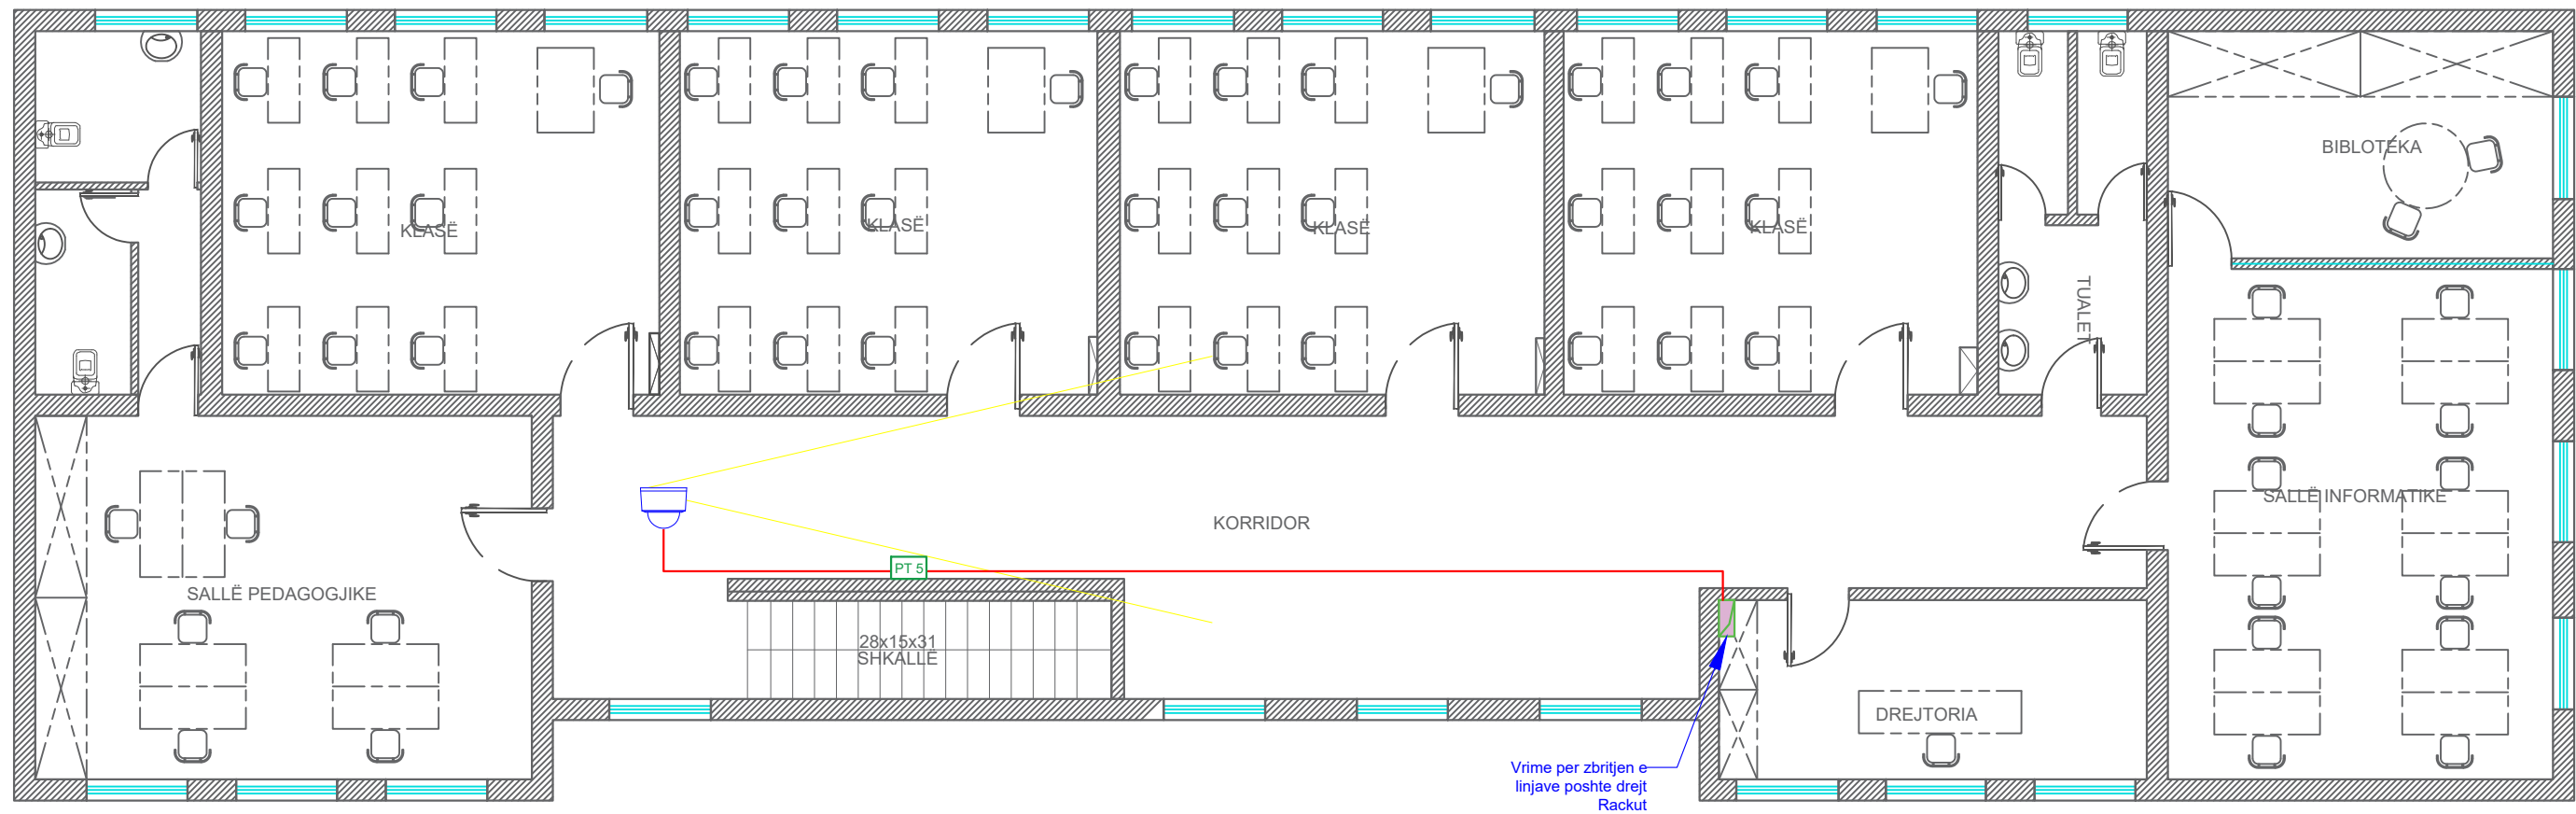 BIBLOTEKA
KLASË
KLASË
KLASË
KLASË
TUALET
SALLË INFORMATIKE
KORRIDOR
PT 5
SALLË PEDAGOGJIKE
28x15x31
SHKALLË
DREJTORIA
Vrime per zbritjen e
linjave poshte drejt
Rackut